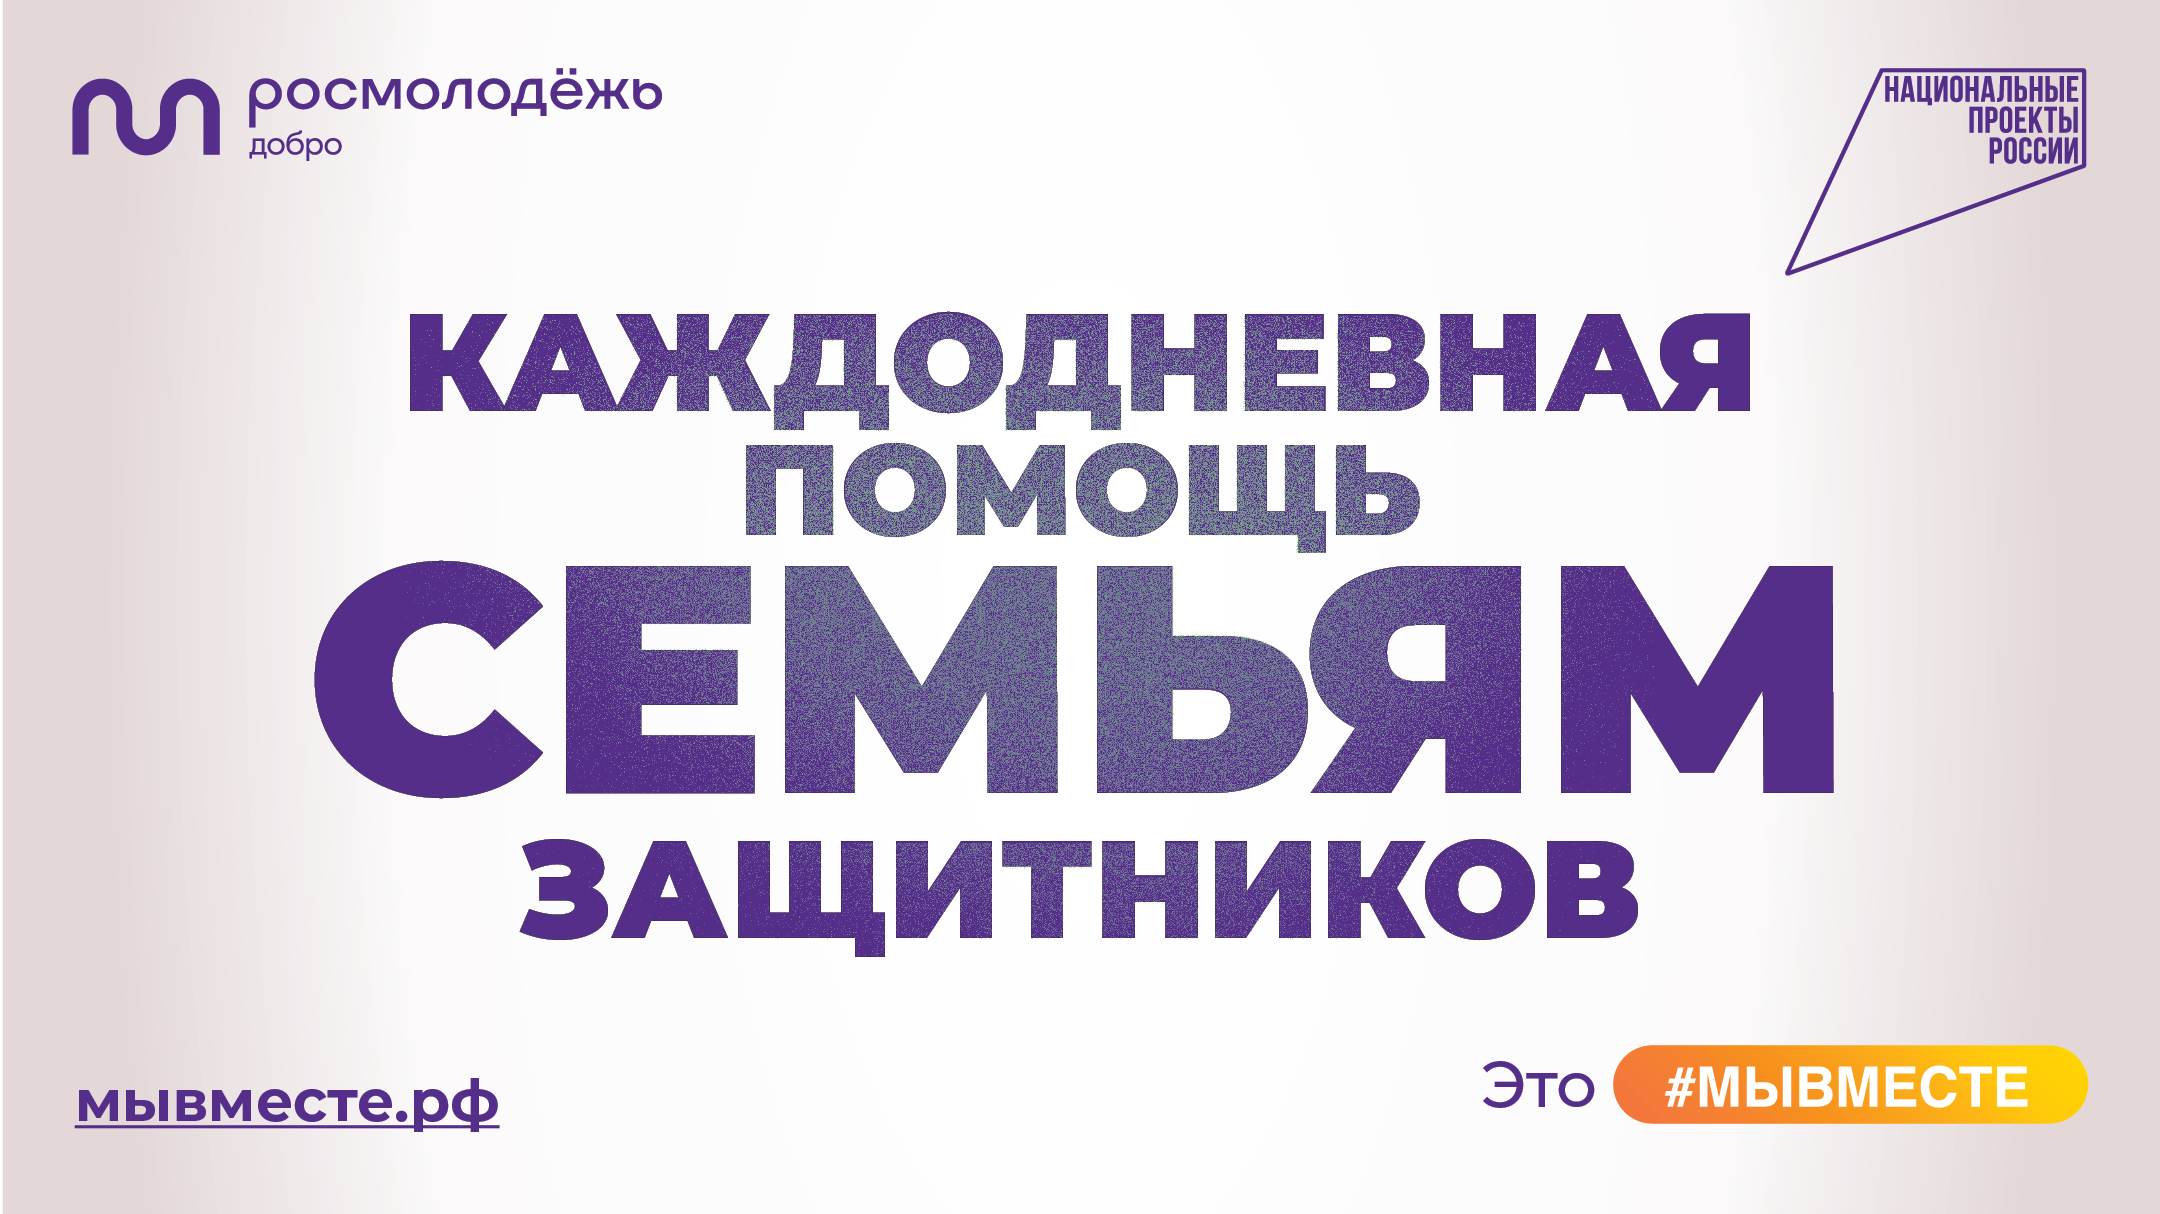 росмолодёжь
добро
НАЦИОНАЛЬНЫЕ
ПРОЕКТЫ
РОССИИ
КАЖДОДНЕВНАЯ
ПОМОЩЬ
СЕМЬЯМ
ЗАЩИТНИКОВ
мывместе.рф
Это #МЫВМЕСТЕ